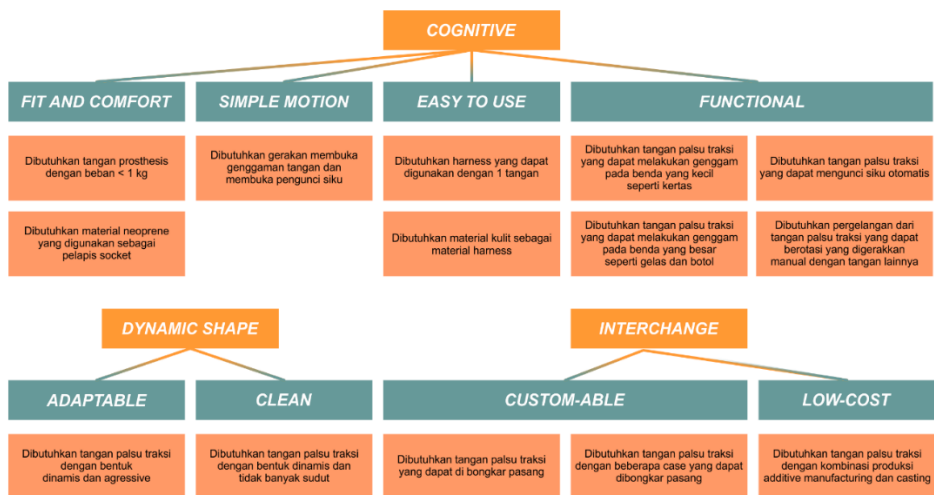 COGNITIVE
FIT AND COMFORT
SIMPLE MOTION
EASY TO USE
FUNCTIONAL
Dibutuhkan tangan prosthesis
dengan beban < 1 kg
Dibutuhkan gerakan membuka
genggaman tangan dan
membuka pengunci siku
Dibutuhkan harness yang dapat
digunakan dengan 1 tangan
Dibutuhkan tangan palsu traksi
yang dapat melakukan genggam
pada benda yang kecil
seperti kertas
Dibutuhkan tangan palsu traksi
yang dapat mengunci siku otomatis
Dibutuhkan material neoprene
yang digunakan sebagai
pelapis socket
Dibutuhkan material kulit sebagai
material harness
Dibutuhkan tangan palsu traksi
yang dapat melakukan genggam
pada benda yang besar
seperti gelas dan botol
Dibutuhkan pergelangan dari
tangan palsu traksi yang dapat
berotasi yang digerakkan
manual dengan tangan lainnya
DYNAMIC SHAPE
INTERCHANGE
ADAPTABLE
CLEAN
CUSTOM-ABLE
LOW-COST
Dibutuhkan tangan palsu traksi
dengan bentuk
dinamis dan agressive
Dibutuhkan tangan palsu traksi
dengan bentuk dinamis dan
tidak banyak sudut
Dibutuhkan tangan palsu traksi
yang dapat di bongkar pasang
Dibutuhkan tangan palsu traksi
dengan beberapa case yang dapat
dibongkar pasang
Dibutuhkan tangan palsu traksi
dengan kombinasi produksi
additive manufacturing dan casting